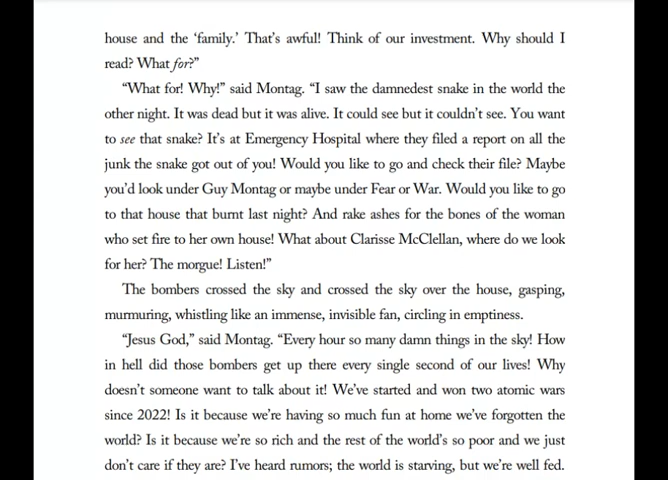 house and the ‘family.’ That’s awful! Think of our investment. Why should I
read? What for?”
“What for! Why!” said Montag. “I saw the damnedest snake in the world the
other night. It was dead but it was alive. It could see but it couldn’t see. You want
to see that snake? It’s at Emergency Hospital where they filed a report on all the
junk the snake got out of you! Would you like to go and check their file? Maybe
you’d look under Guy Montag or maybe under Fear or War. Would you like to go
to that house that burnt last night? And rake ashes for the bones of the woman
who set fire to her own house! What about Clarisse McClellan, where do we look
for her? The morgue! Listen!”
The bombers crossed the sky and crossed the sky over the house, gasping,
murmuring, whistling like an immense, invisible fan, circling in emptiness.
“Jesus God,” said Montag. “Every hour so many damn things in the sky! How
in hell did those bombers get up there every single second of our lives! Why
doesn’t someone want to talk about it! We’ve started and won two atomic wars
since 2022! Is it because we’re having so much fun at home we’ve forgotten the
world? Is it because we’re so rich and the rest of the world’s so poor and we just
don’t care if they are? I’ve heard rumors; the world is starving, but we’re well fed.